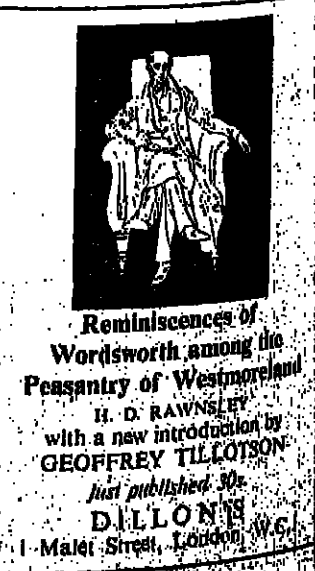 Reminiscences of
Wordsworth among the
Peasantry of Westmoreland
H. D. RAWNSLEY
with a new introduction by
GEOFFREY TILLOTSON
Just published 30s.
DILLON'S
1 Malet Street, London, W.C.1